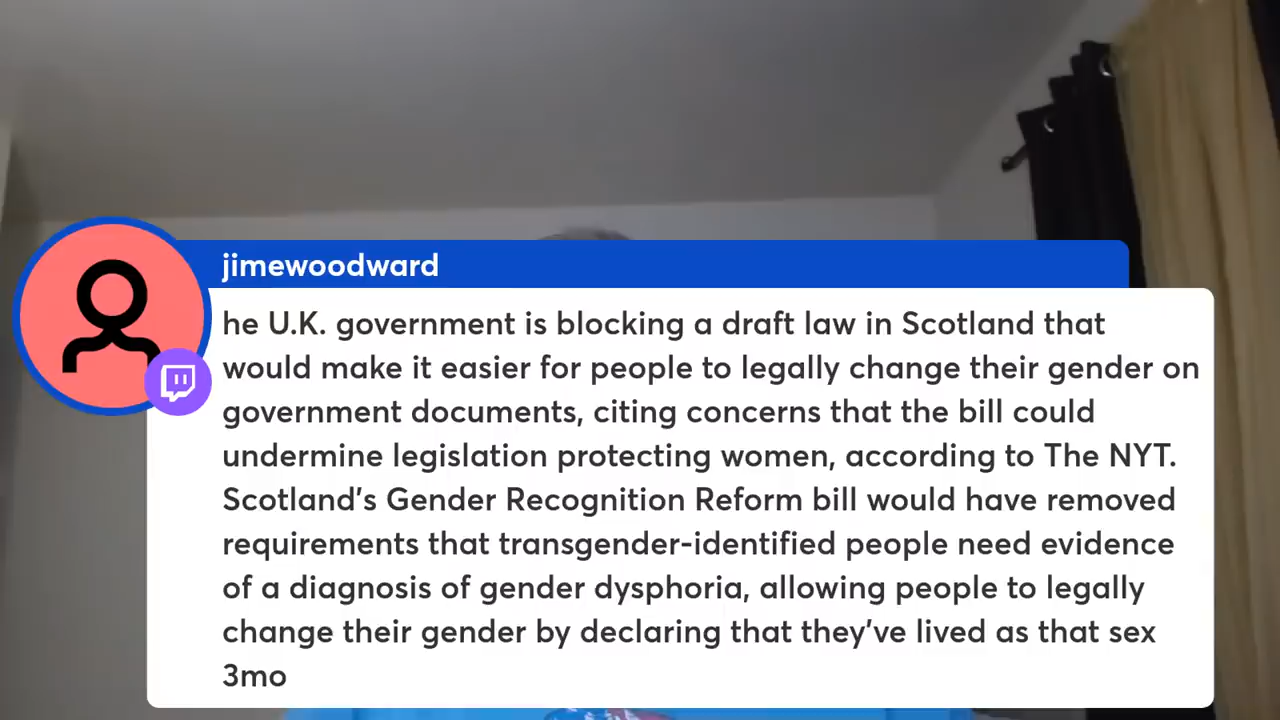 jimewoodward
he U.K. government is blocking a draft law in Scotland that
would make it easier for people to legally change their gender on
government documents, citing concerns that the bill could
undermine legislation protecting women, according to The NYT.
Scotland's Gender Recognition Reform bill would have removed
requirements that transgender-identified people need evidence
of a diagnosis of gender dysphoria, allowing people to legally
change their gender by declaring that they've lived as that sex
3mo